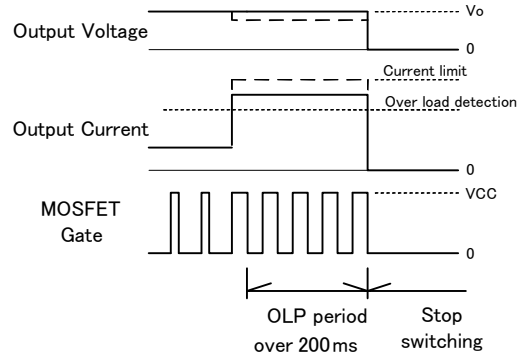 Output Voltage
Vo
0
Current limit
Over load detection
Output Current
0
VCC
MOSFET
Gate
0
OLP period
over 200ms
Stop
switching